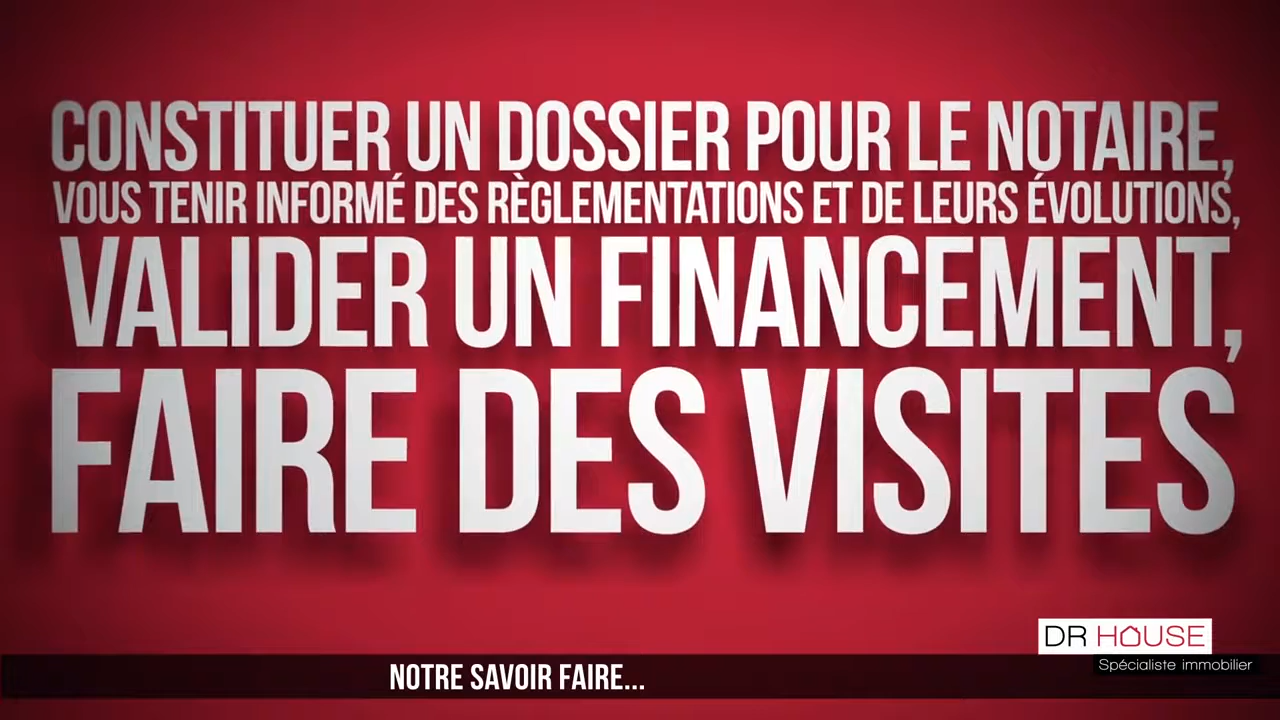 CONSTITUER UN DOSSIER POUR LE NOTAIRE,
VOUS TENIR INFORMÉ DES RÈGLEMENTATIONS ET DE LEURS ÉVOLUTIONS,
VALIDER UN FINANCEMENT,
FAIRE DES VISITES
DR HOUSE
Spécialiste immobilier
NOTRE SAVOIR FAIRE...